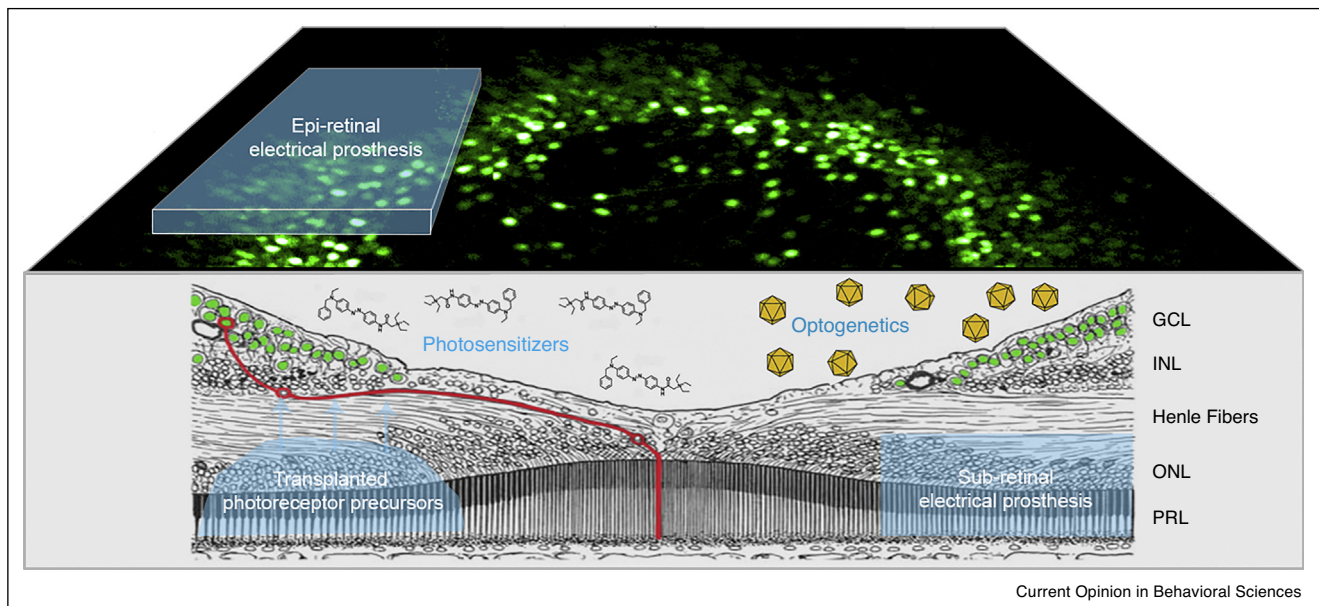 Epi-retinal
electrical prosthesis
Photosensitizers
Optogenetics
Transplanted
photoreceptor precursors
Sub-retinal
electrical prosthesis
GCL
INL
Henle Fibers
ONL
PRL
Current Opinion in Behavioral Sciences